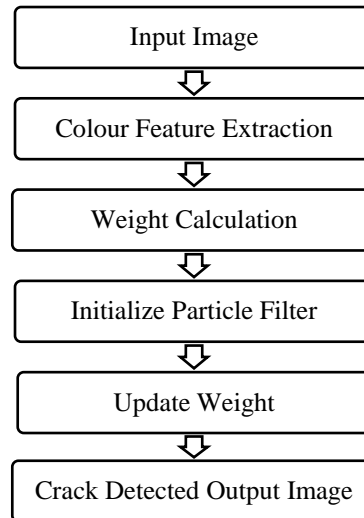 Input Image
Colour Feature Extraction
Weight Calculation
Initialize Particle Filter
Update Weight
Crack Detected Output Image